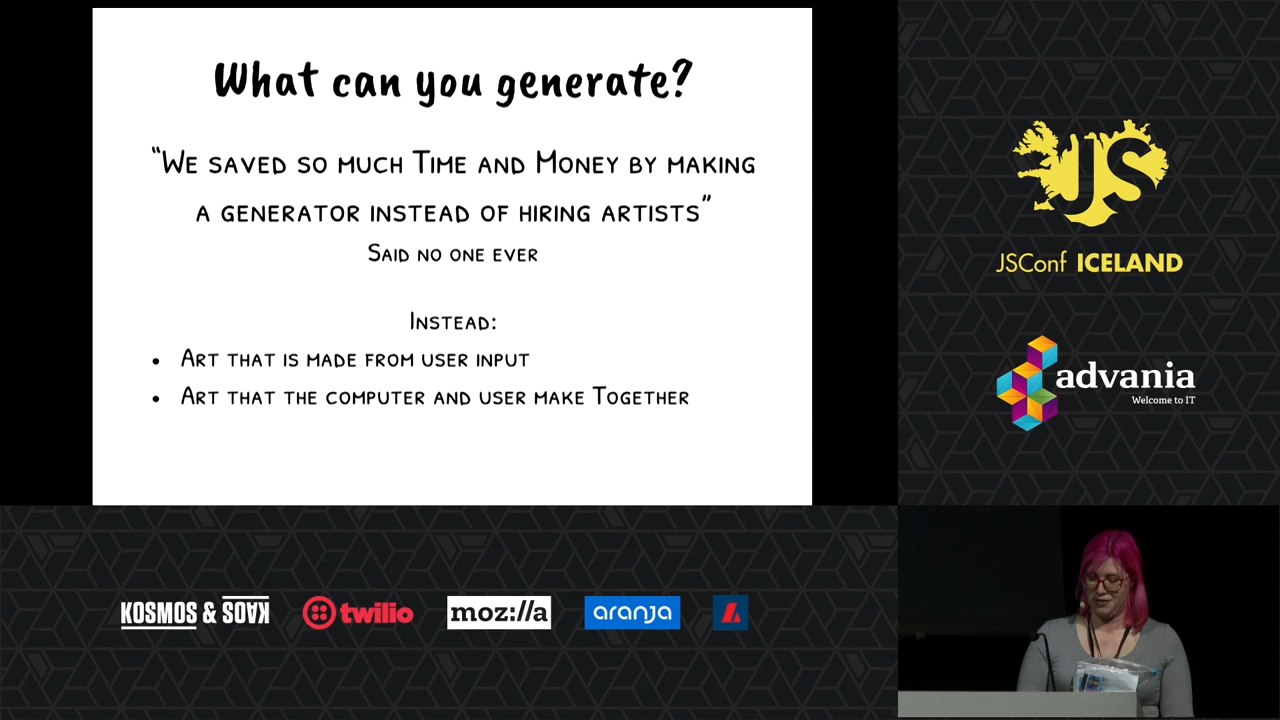 What can you generate?
"We saved so much Time and Money by making
a generator instead of hiring artists"
Said no one ever
Instead:
• Art that is made from user input
• Art that the computer and user make Together
JS
JSConf ICELAND
advania
Welcome to IT
KOSMOS & KAOS
twilio
moz://a
aranja